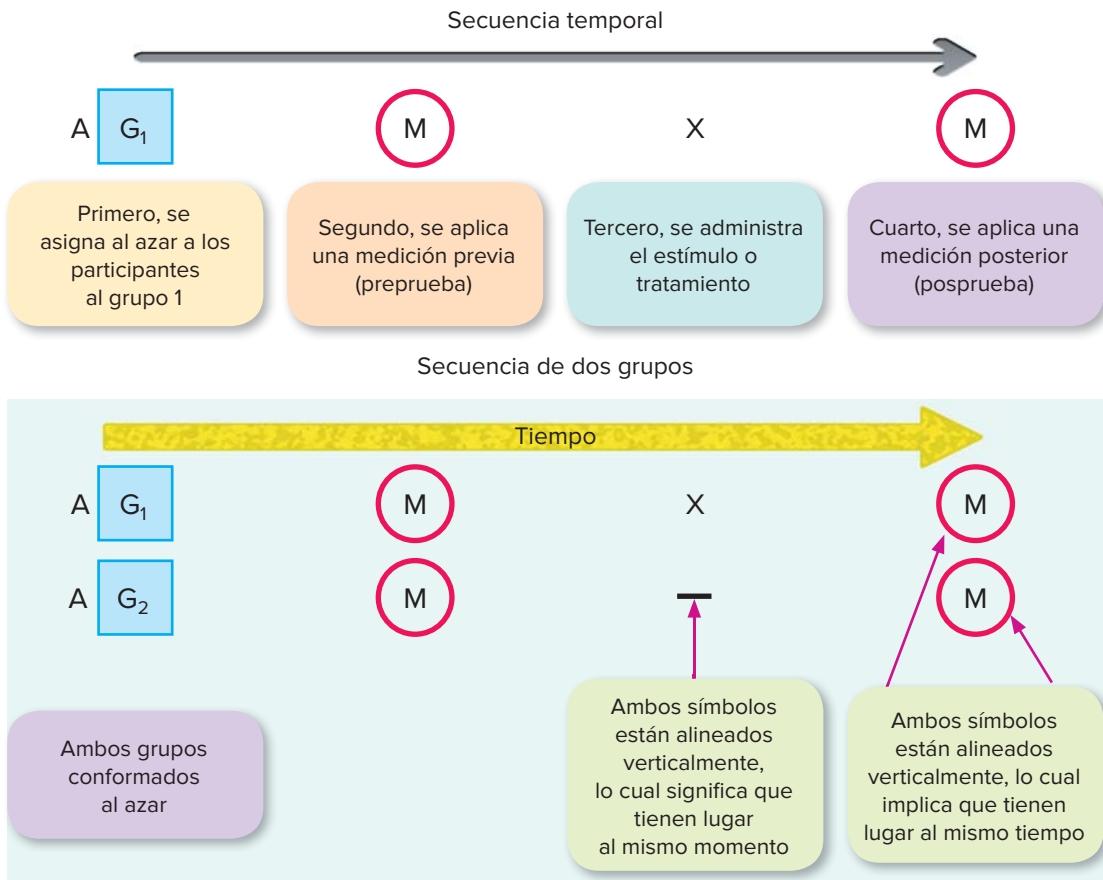 Secuencia temporal
A G₁ M X M
Primero, se
asigna al azar a los
participantes
al grupo 1
Segundo, se aplica
una medición previa
(preprueba)
Tercero, se administra
el estímulo o
tratamiento
Cuarto, se aplica una
medición posterior
(posprueba)
Secuencia de dos grupos
Tiempo
A G₁ M X M
A G₂ M — M
Ambos grupos
conformados
al azar
Ambos símbolos
están alineados
verticalmente,
lo cual significa que
tienen lugar
al mismo momento
Ambos símbolos
están alineados
verticalmente, lo cual
implica que tienen
lugar al mismo tiempo